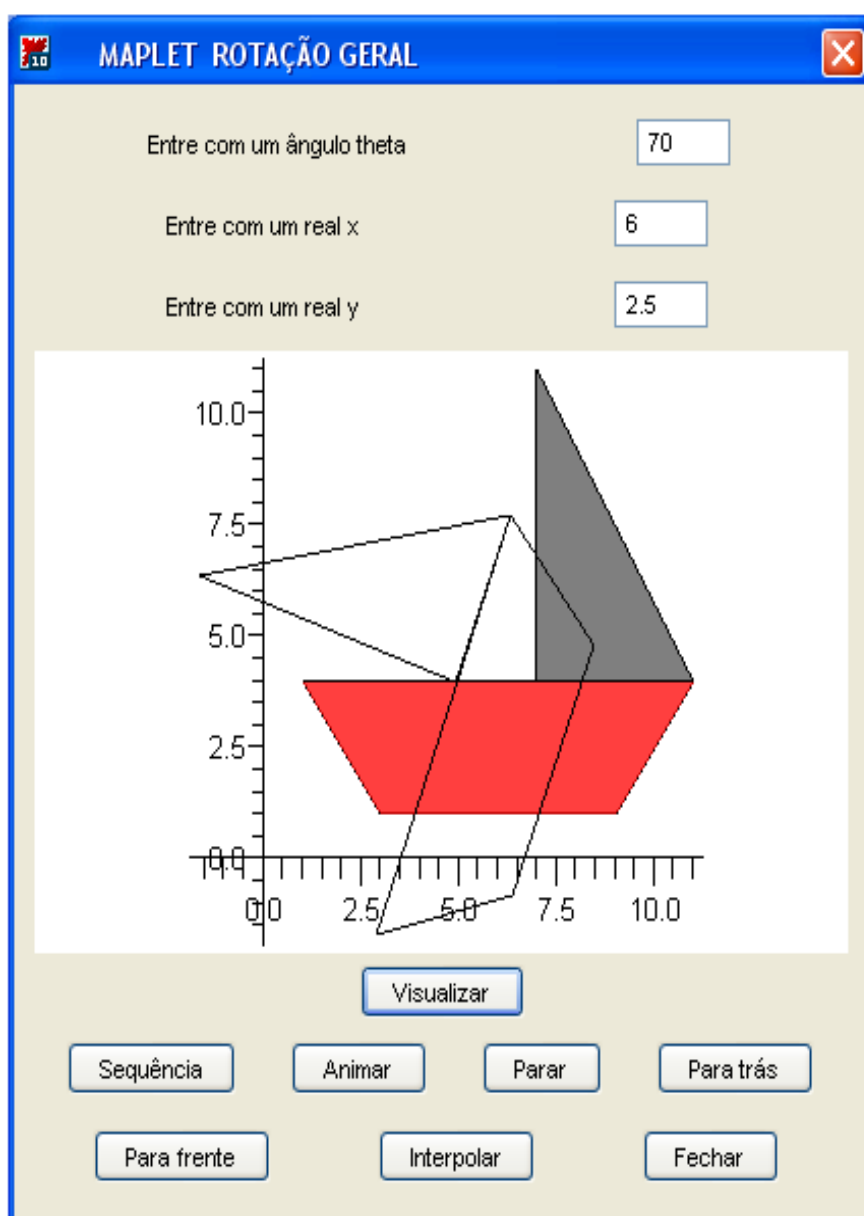 MAPLET ROTAÇÃO GERAL
Entre com um ângulo theta 70
Entre com um real x 6
Entre com um real y 2.5
10.0
7.5
5.0
2.5
0.0
0.0 2.5 5.0 7.5 10.0
Visualizar
Sequência Animar Parar Para trás
Para frente Interpolar Fechar